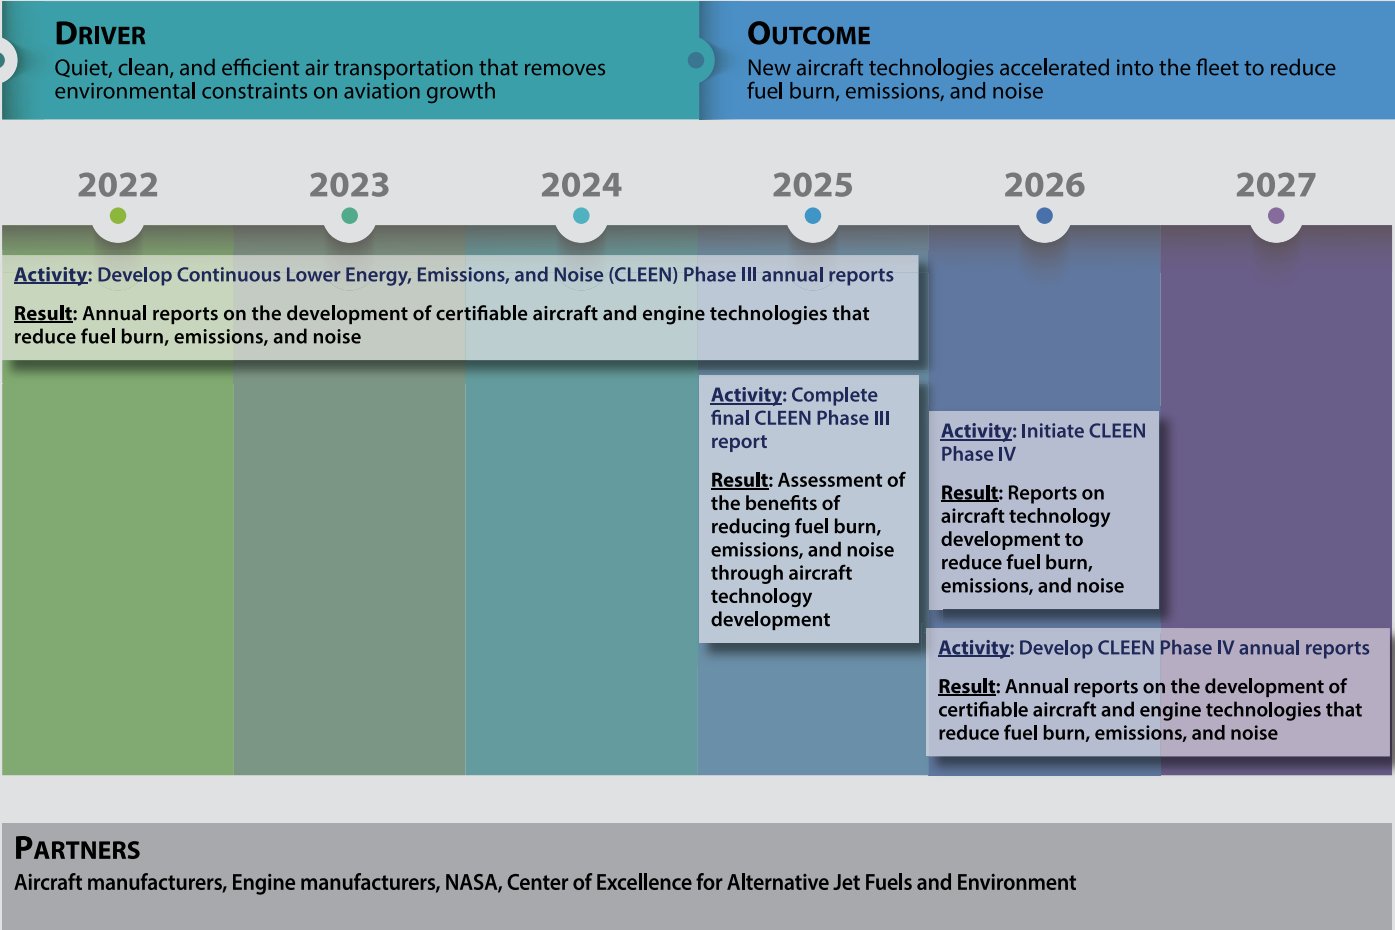 DRIVER
Quiet, clean, and efficient air transportation that removes
environmental constraints on aviation growth
OUTCOME
New aircraft technologies accelerated into the fleet to reduce
fuel burn, emissions, and noise
2022
2023
2024
2025
2026
2027
Activity: Develop Continuous Lower Energy, Emissions, and Noise (CLEEN) Phase III annual reports
Result: Annual reports on the development of certifiable aircraft and engine technologies that
reduce fuel burn, emissions, and noise
Activity: Complete
final CLEEN Phase III
report
Result: Assessment of
the benefits of
reducing fuel burn,
emissions, and noise
through aircraft
technology
development
Activity: Initiate CLEEN
Phase IV
Result: Reports on
aircraft technology
development to
reduce fuel burn,
emissions, and noise
Activity: Develop CLEEN Phase IV annual reports
Result: Annual reports on the development of
certifiable aircraft and engine technologies that
reduce fuel burn, emissions, and noise
PARTNERS
Aircraft manufacturers, Engine manufacturers, NASA, Center of Excellence for Alternative Jet Fuels and Environment